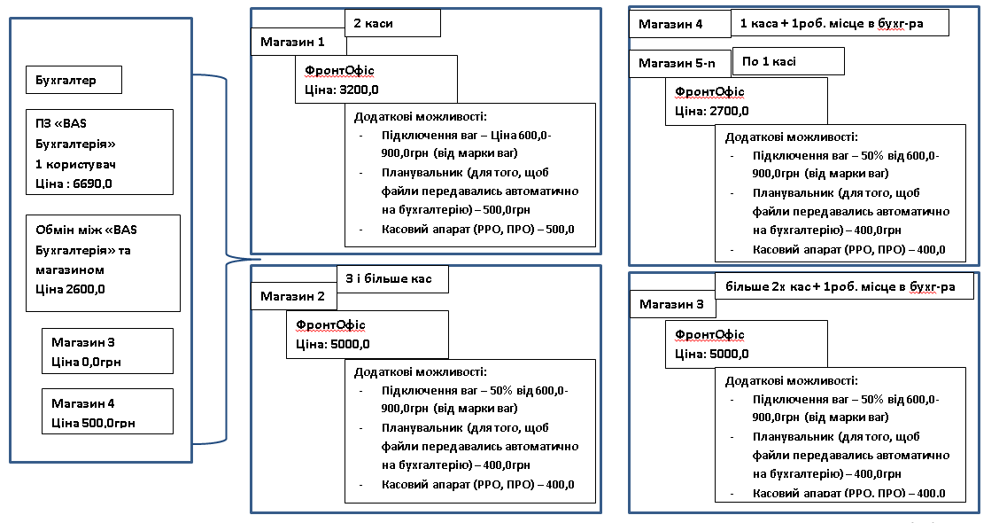 Бухгалтер
ПЗ «BAS
Бухгалтерія»
1 користувач
Ціна : 6690,0
Обмін між «BAS
Бухгалтерія» та
магазином
Ціна 2600,0
Магазин 3
Ціна 0,0грн
Магазин 4
Ціна 500,0грн
2 каси
Магазин 1
ФронтОфіс
Ціна: 3200,0
Додаткові можливості:
- Підключення ваг – Ціна 600,0-
900,0грн (від марки ваг)
- Планувальник (для того, щоб
файли передавались автоматично
на бухгалтерію) – 500,0грн
- Касовий апарат (РРО, ПРО) – 500,0
3 і більше кас
Магазин 2
ФронтОфіс
Ціна: 5000,0
Додаткові можливості:
- Підключення ваг – 50% від 600,0-
900,0грн (від марки ваг)
- Планувальник (для того, щоб
файли передавались автоматично
на бухгалтерію) – 400,0грн
- Касовий апарат (РРО, ПРО) – 400,0
Магазин 4
1 каса + 1роб. місце в бухг-ра
Магазин 5-n
По 1 касі
ФронтОфіс
Ціна: 2700,0
Додаткові можливості:
- Підключення ваг – 50% від 600,0-
900,0грн (від марки ваг)
- Планувальник (для того, щоб
файли передавались автоматично
на бухгалтерію) – 400,0грн
- Касовий апарат (РРО, ПРО) – 400,0
більше 2х кас + 1роб. місце в бухг-ра
Магазин 3
ФронтОфіс
Ціна: 5000,0
Додаткові можливості:
- Підключення ваг – 50% від 600,0-
900,0грн (від марки ваг)
- Планувальник (для того, щоб
файли передавались автоматично
на бухгалтерію) – 400,0грн
- Касовий апарат (РРО, ПРО) – 400,0